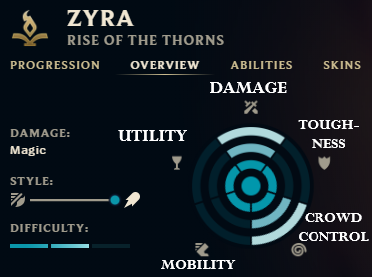 ZYRA
RISE OF THE THORNS
PROGRESSION OVERVIEW ABILITIES SKINS
DAMAGE
DAMAGE:
Magic
UTILITY
TOUGH-
NESS
STYLE:
DIFFICULTY:
CROWD
CONTROL
MOBILITY